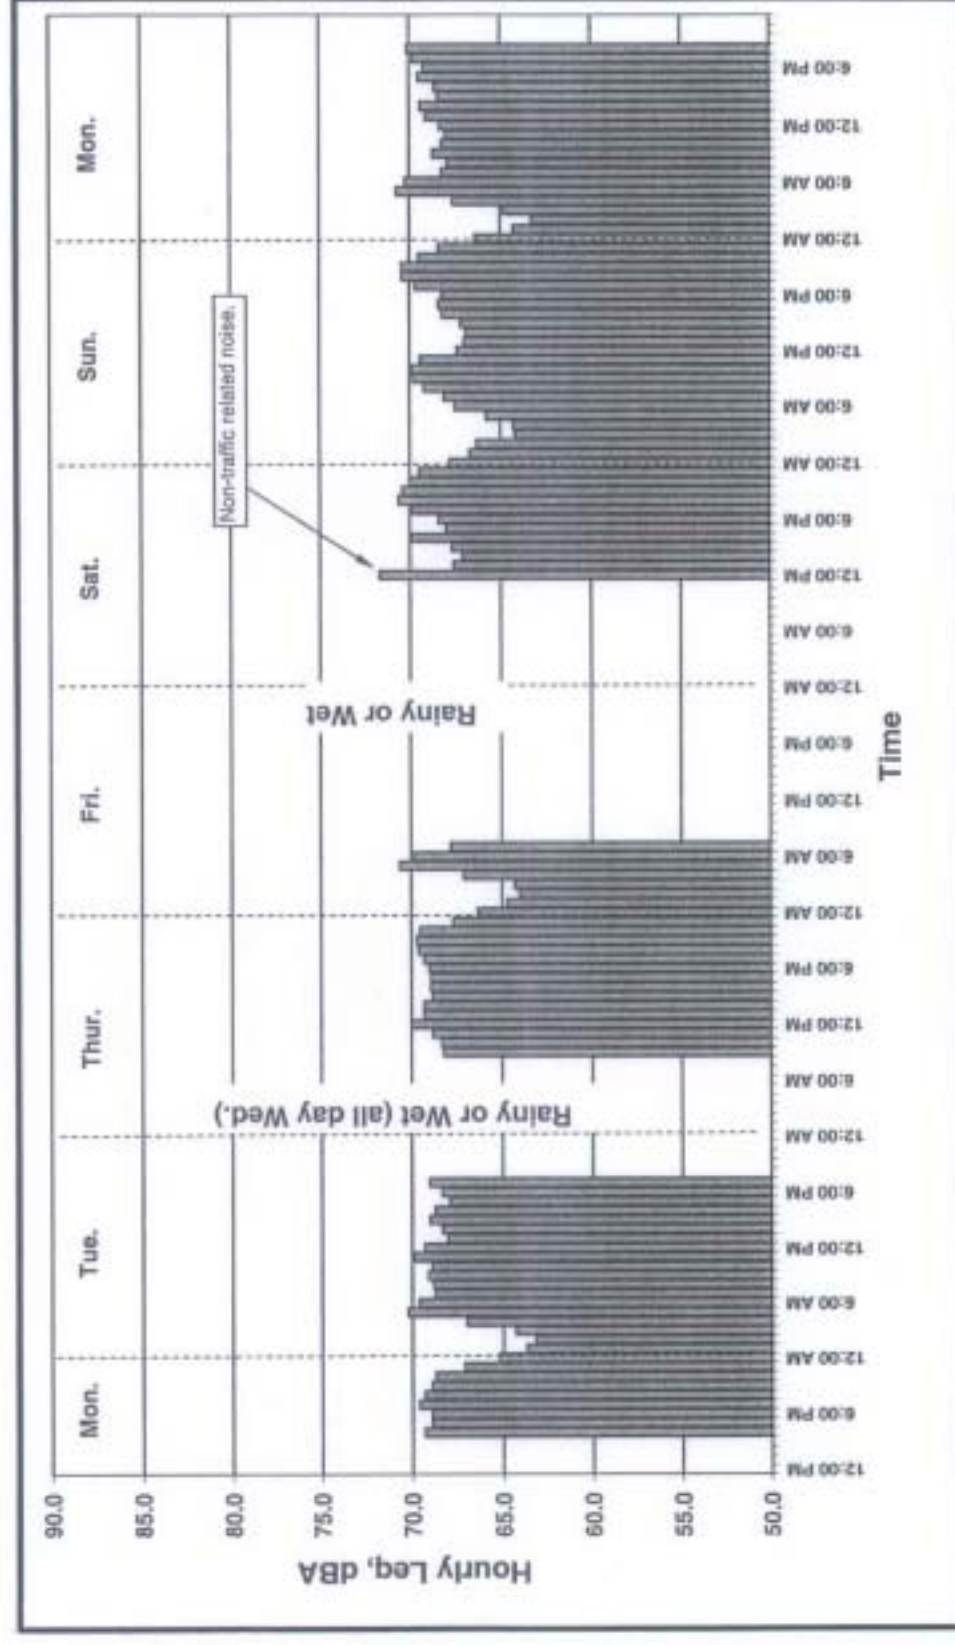 Hourly Leq, dBA
90.0
85.0
80.0
75.0
70.0
65.0
60.0
55.0
50.0
Mon.
Tue.
Thur.
Fri.
Sat.
Sun.
Mon.
Rainy or Wet (all day Wed.)
Rainy or Wet
Non-traffic related noise.
12:00 PM
6:00 PM
12:00 AM
6:00 AM
12:00 PM
6:00 PM
12:00 AM
6:00 AM
12:00 PM
6:00 PM
12:00 AM
6:00 AM
12:00 PM
6:00 PM
12:00 AM
6:00 AM
12:00 PM
6:00 PM
12:00 AM
6:00 AM
12:00 PM
6:00 PM
12:00 AM
6:00 AM
12:00 PM
6:00 PM
Time